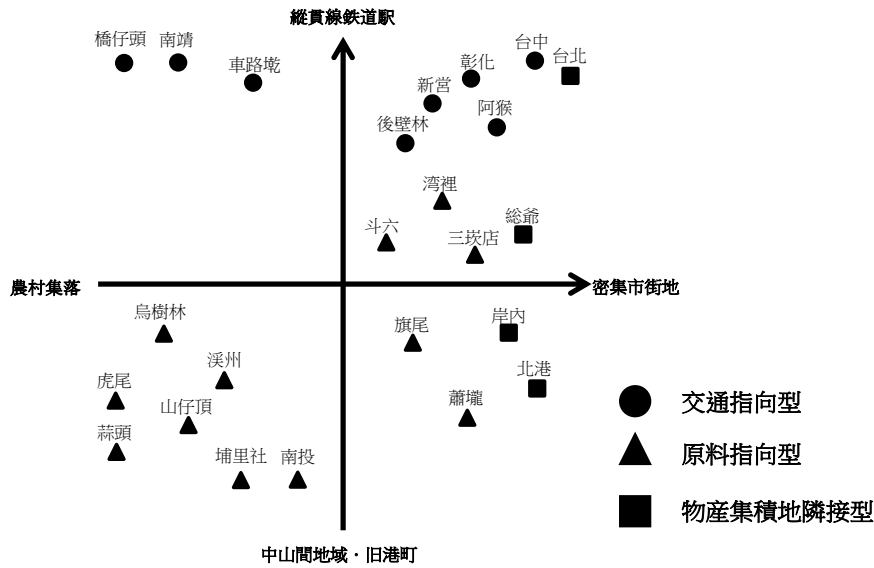 縦貫線鉄道駅
橋仔頭
南靖
車路墘
台中
台北
彰化
新営
阿猴
後壁林
湾裡
総爺
斗六
三崁店
農村集落
密集市街地
烏樹林
旗尾
岸内
渓州
北港
虎尾
山仔頂
蕭壠
交通指向型
蒜頭
埔里社
南投
原料指向型
物産集積地隣接型
中山間地域・旧港町